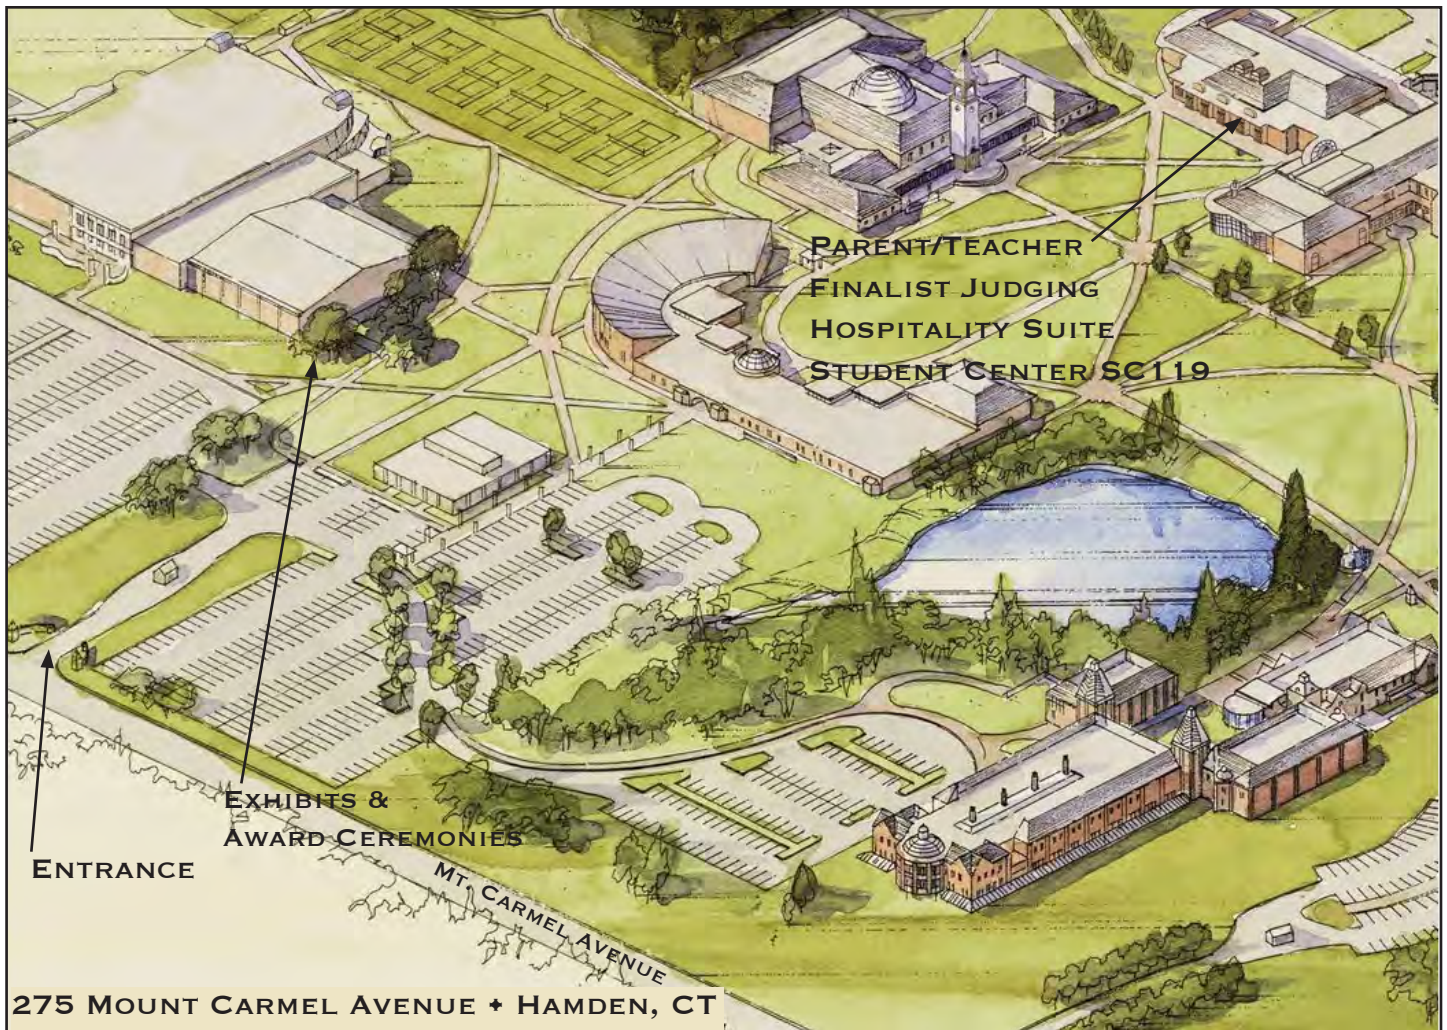 Parent/Teacher
Finalist Judging
Hospitality Suite
Student Center SC119
Exhibits &
Award Ceremonies
Entrance
Mt. Carmel Avenue
275 Mount Carmel Avenue • Hamden, CT